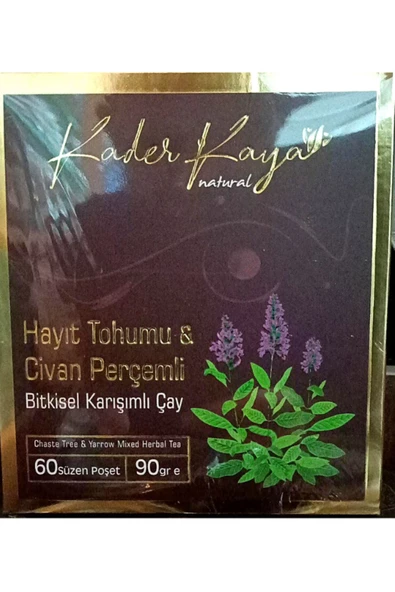 Kader Kaya
natural
Hayıt Tohumu &
Civan Perçemli
Bitkisel Karışımlı Çay
Chaste Tree & Yarrow Mixed Herbal Tea
60 Süzen Poşet 90gr e